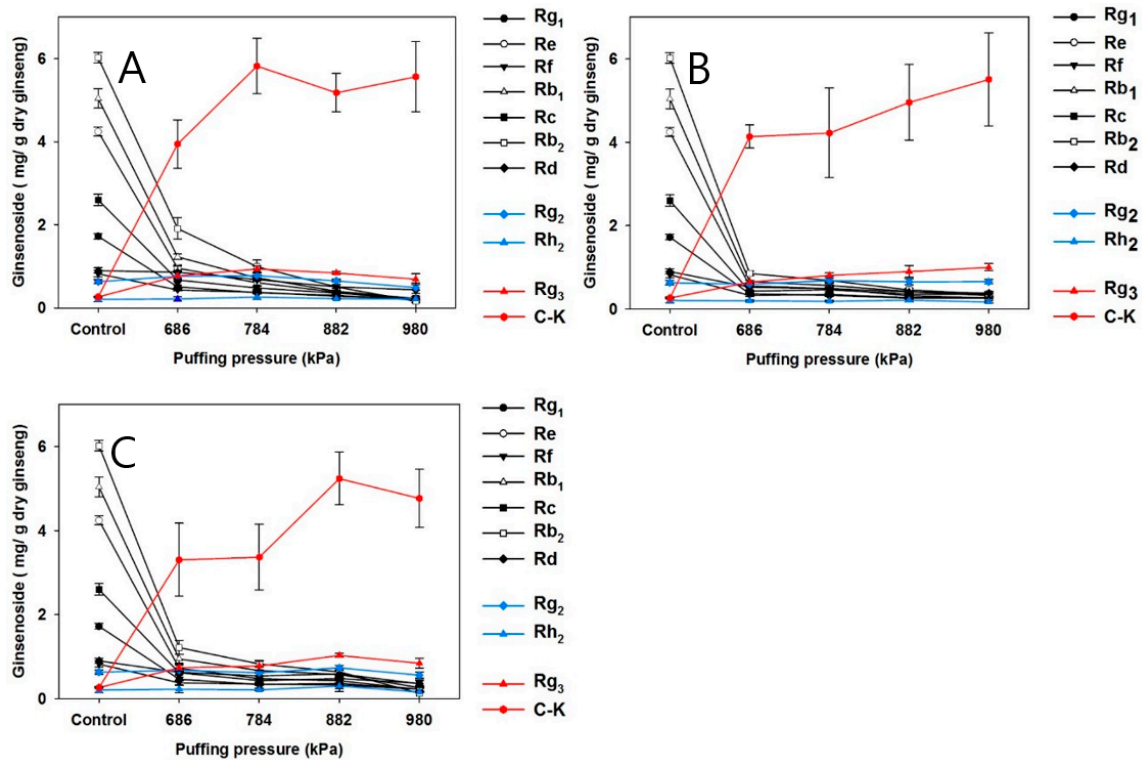 A
Ginsenoside ( mg/ g dry ginseng)
6
4
2
0
Control
686
784
882
980
Puffing pressure (kPa)
Rg1
Re
Rf
Rb1
Rc
Rb2
Rd
Rg2
Rh2
Rg3
C-K
B
Ginsenoside ( mg/ g dry ginseng)
6
4
2
0
Control
686
784
882
980
Puffing pressure (kPa)
Rg1
Re
Rf
Rb1
Rc
Rb2
Rd
Rg2
Rh2
Rg3
C-K
C
Ginsenoside ( mg/ g dry ginseng)
6
4
2
0
Control
686
784
882
980
Puffing pressure (kPa)
Rg1
Re
Rf
Rb1
Rc
Rb2
Rd
Rg2
Rh2
Rg3
C-K